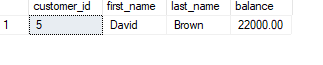 customer_id first_name last_name balance
1 5 David Brown 22000.00